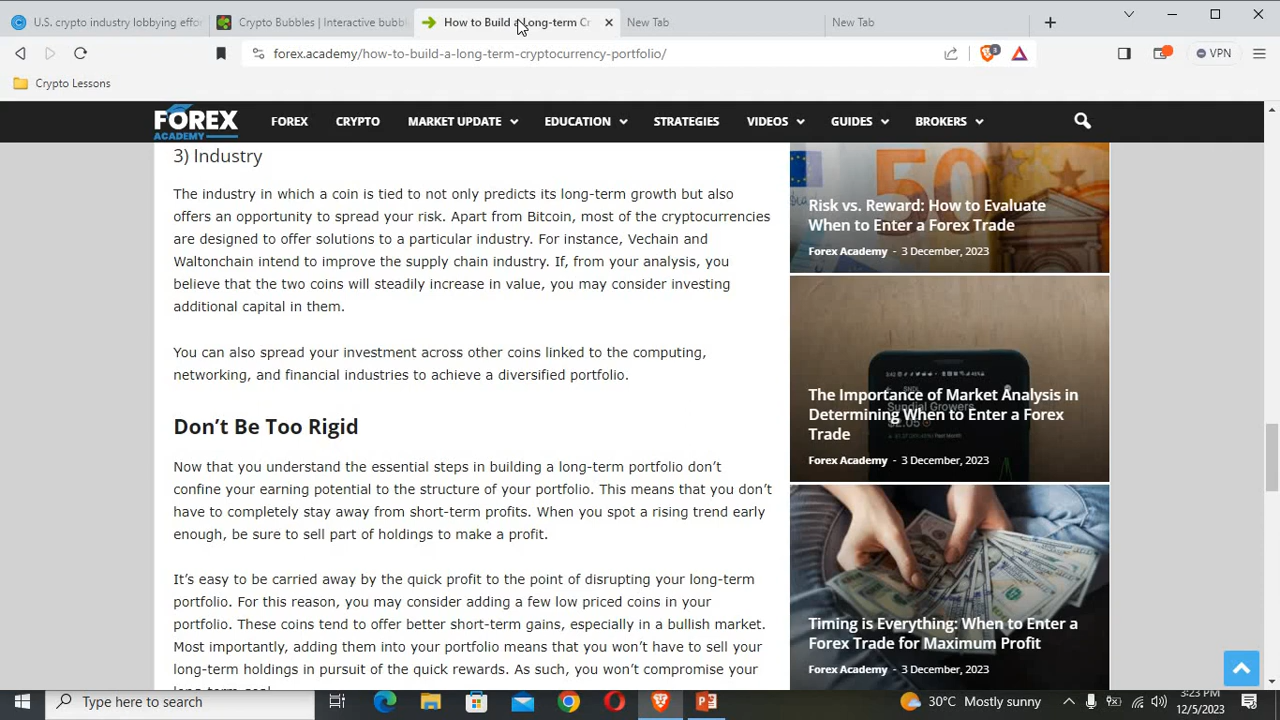 U.S. crypto industry lobbying effor
Crypto Bubbles | Interactive bubbl
How to Build a Long-term Cr
New Tab
New Tab
forex.academy/how-to-build-a-long-term-cryptocurrency-portfolio/
3
VPN
Crypto Lessons
FOREX
ACADEMY
FOREX
CRYPTO
MARKET UPDATE
EDUCATION
STRATEGIES
VIDEOS
GUIDES
BROKERS
3) Industry
The industry in which a coin is tied to not only predicts its long-term growth but also
offers an opportunity to spread your risk. Apart from Bitcoin, most of the cryptocurrencies
are designed to offer solutions to a particular industry. For instance, Vechain and
Waltonchain intend to improve the supply chain industry. If, from your analysis, you
believe that the two coins will steadily increase in value, you may consider investing
additional capital in them.
You can also spread your investment across other coins linked to the computing,
networking, and financial industries to achieve a diversified portfolio.
Don't Be Too Rigid
Now that you understand the essential steps in building a long-term portfolio don't
confine your earning potential to the structure of your portfolio. This means that you don't
have to completely stay away from short-term profits. When you spot a rising trend early
enough, be sure to sell part of holdings to make a profit.
It's easy to be carried away by the quick profit to the point of disrupting your long-term
portfolio. For this reason, you may consider adding a few low priced coins in your
portfolio. These coins tend to offer better short-term gains, especially in a bullish market.
Most importantly, adding them into your portfolio means that you won't have to sell your
long-term holdings in pursuit of the quick rewards. As such, you won't compromise your
long-term goal
50
Risk vs. Reward: How to Evaluate
When to Enter a Forex Trade
Forex Academy - 3 December, 2023
Sundial Growers
$2.05
The Importance of Market Analysis in
Determining When to Enter a Forex
Trade
Forex Academy - 3 December, 2023
Timing is Everything: When to Enter a
Forex Trade for Maximum Profit
Forex Academy - 3 December, 2023
Type here to search
30°C Mostly sunny
3:23 PM
12/5/2023